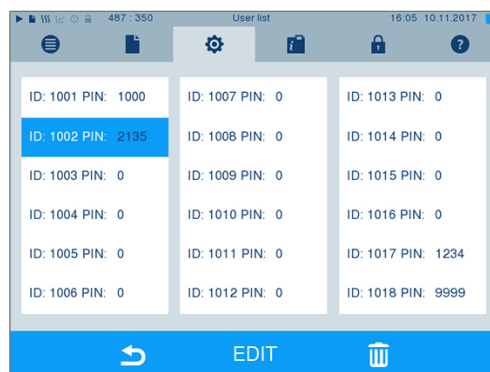 487 : 350 User list 16:05 10.11.2017
ID: 1001 PIN: 1000
ID: 1002 PIN: 2135
ID: 1003 PIN: 0
ID: 1004 PIN: 0
ID: 1005 PIN: 0
ID: 1006 PIN: 0
ID: 1007 PIN: 0
ID: 1008 PIN: 0
ID: 1009 PIN: 0
ID: 1010 PIN: 0
ID: 1011 PIN: 0
ID: 1012 PIN: 0
ID: 1013 PIN: 0
ID: 1014 PIN: 0
ID: 1015 PIN: 0
ID: 1016 PIN: 0
ID: 1017 PIN: 1234
ID: 1018 PIN: 9999
EDIT